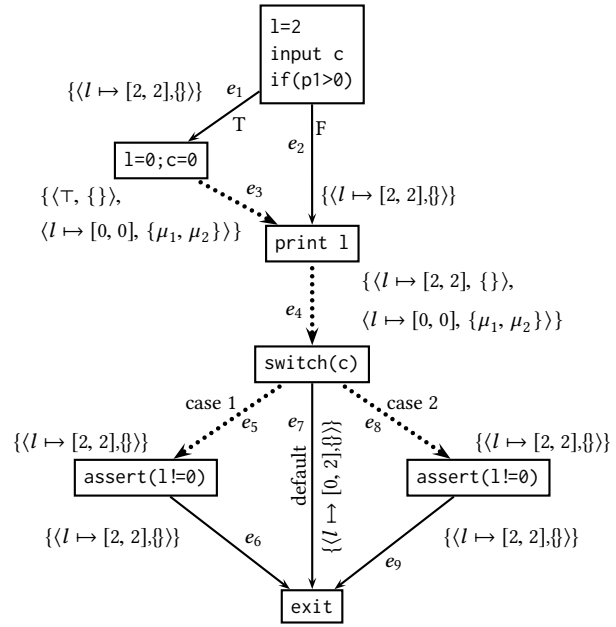 l=2
input c
if(p1>0)
{⟨l ↦ [2, 2],{}⟩}
e₁
T
F
e₂
l=0;c=0
{⟨⊤, {}⟩,
⟨l ↦ [0, 0], {μ₁, μ₂}⟩}
e₃
{⟨l ↦ [2, 2],{}⟩}
print l
e₄
{⟨l ↦ [2, 2], {}⟩,
⟨l ↦ [0, 0], {μ₁, μ₂}⟩}
switch(c)
case 1
e₅
e₇
e₈
case 2
{⟨l ↦ [2, 2],{}⟩}
default
{⟨l ↦ [0, 2],{}⟩}
{⟨l ↦ [2, 2],{}⟩}
assert(l!=0)
assert(l!=0)
{⟨l ↦ [2, 2],{}⟩}
e₆
e₉
{⟨l ↦ [2, 2],{}⟩}
exit